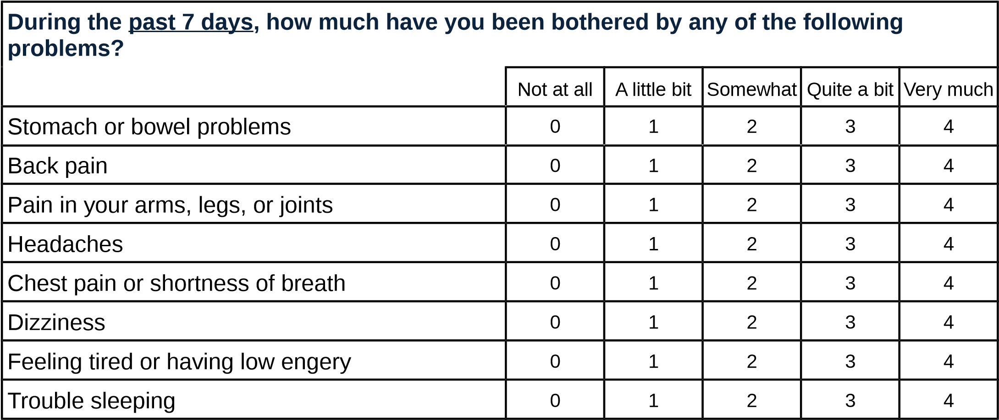 During the past 7 days, how much have you been bothered by any of the following
problems?
Not at all A little bit Somewhat Quite a bit Very much
Stomach or bowel problems 0 1 2 3 4
Back pain 0 1 2 3 4
Pain in your arms, legs, or joints 0 1 2 3 4
Headaches 0 1 2 3 4
Chest pain or shortness of breath 0 1 2 3 4
Dizziness 0 1 2 3 4
Feeling tired or having low engery 0 1 2 3 4
Trouble sleeping 0 1 2 3 4